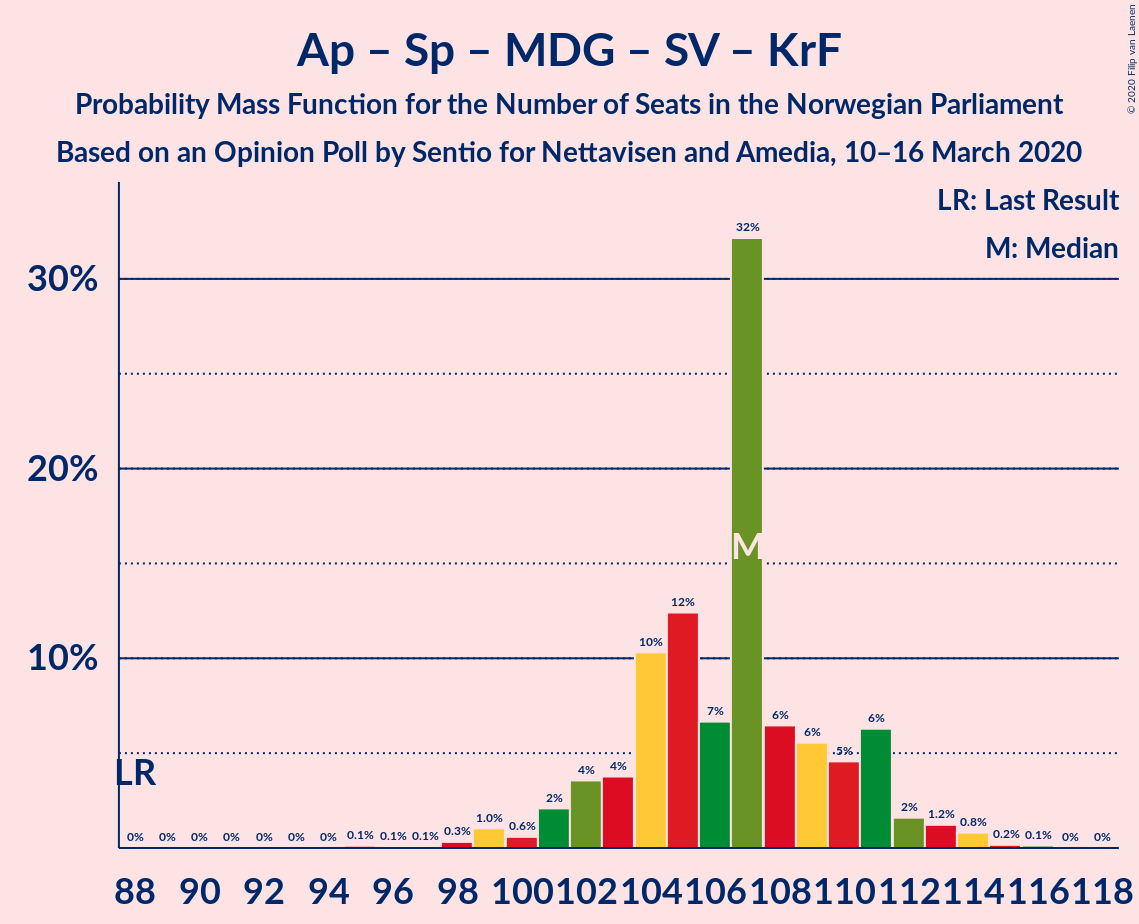 Ap – Sp – MDG – SV – KrF
Probability Mass Function for the Number of Seats in the Norwegian Parliament
Based on an Opinion Poll by Sentio for Nettavisen and Amedia, 10–16 March 2020
© 2020 Filip van Laenen
LR: Last Result
M: Median
30%
20%
10%
LR
M
0% 0% 0% 0% 0% 0% 0% 0.1% 0.1% 0.1% 0.3% 1.0% 0.6% 2% 4% 4% 10% 12% 7% 32% 6% 6% 5% 6% 2% 1.2% 0.8% 0.2% 0.1% 0% 0%
88 90 92 94 96 98 100 102 104 106 108 110 112 114 116 118